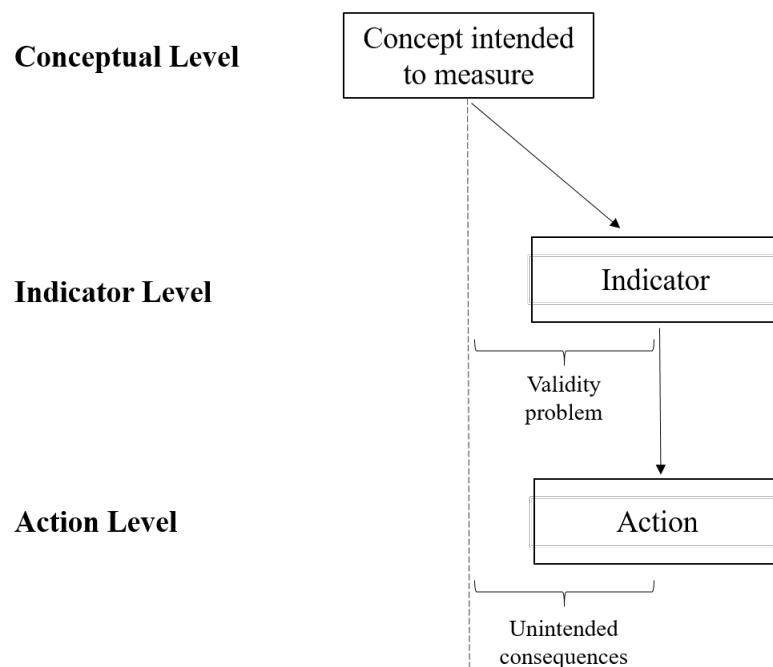 Conceptual Level
Concept intended
to measure
Indicator Level
Indicator
Validity
problem
Action Level
Action
Unintended
consequences